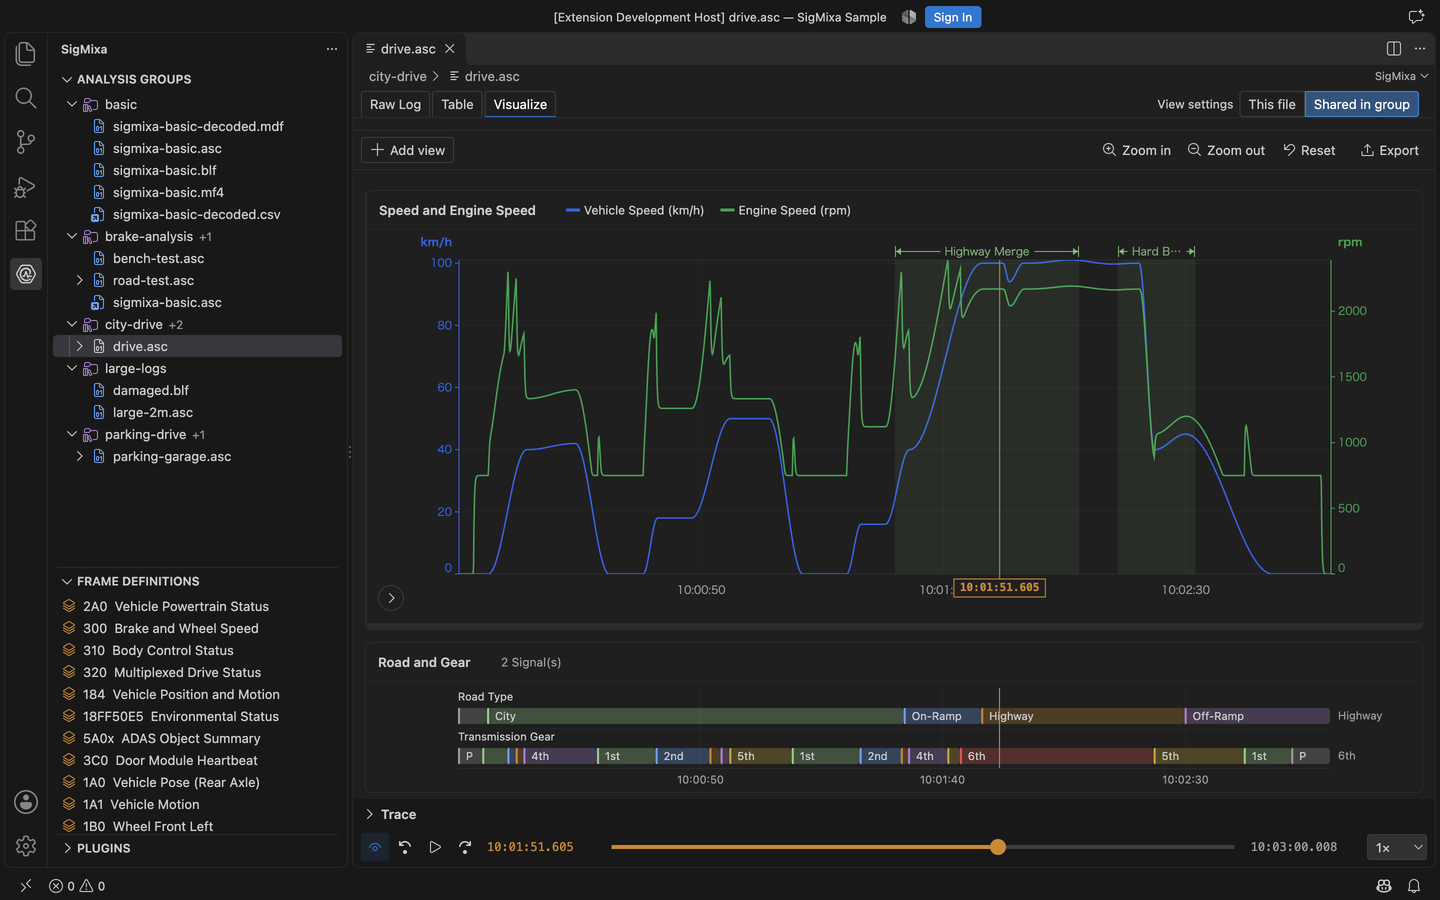 [Extension Development Host] drive.asc — SigMixa Sample
Sign In
SigMixa
ANALYSIS GROUPS
basic
sigmixa-basic-decoded.mdf
sigmixa-basic.asc
sigmixa-basic.blf
sigmixa-basic.mf4
sigmixa-basic-decoded.csv
brake-analysis +1
bench-test.asc
road-test.asc
sigmixa-basic.asc
city-drive +2
drive.asc
large-logs
damaged.blf
large-2m.asc
parking-drive +1
parking-garage.asc
FRAME DEFINITIONS
2A0 Vehicle Powertrain Status
300 Brake and Wheel Speed
310 Body Control Status
320 Multiplexed Drive Status
184 Vehicle Position and Motion
18FF50E5 Environmental Status
5A0x ADAS Object Summary
3C0 Door Module Heartbeat
1A0 Vehicle Pose (Rear Axle)
1A1 Vehicle Motion
1B0 Wheel Front Left
PLUGINS
drive.asc
city-drive > drive.asc
SigMixa
Raw Log Table Visualize
View settings This file Shared in group
Add view
Zoom in Zoom out Reset Export
Speed and Engine Speed Vehicle Speed (km/h) Engine Speed (rpm)
km/h rpm
Highway Merge Hard B···
100
80
60
40
20
0
2000
1500
1000
500
0
10:00:50 10:01: 10:01:51.605 10:02:30
Road and Gear 2 Signal(s)
Road Type
City On-Ramp Highway Off-Ramp Highway
Transmission Gear
P 4th 1st 2nd 5th 1st 2nd 4th 6th 5th 1st P 6th
10:00:50 10:01:40 10:02:30
Trace
10:01:51.605 10:03:00.008 1×
0 0